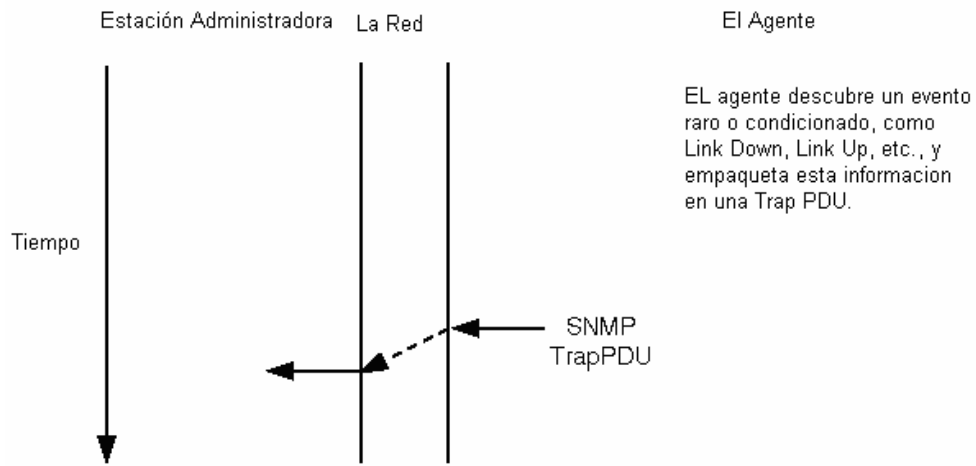 Estación Administradora
La Red
El Agente
EL agente descubre un evento
raro o condicionado, como
Link Down, Link Up, etc., y
empaqueta esta informacion
en una Trap PDU.
Tiempo
SNMP
TrapPDU